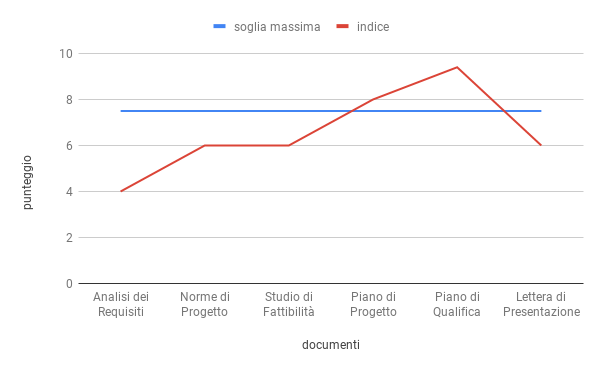 soglia massima
indice
10
8
6
4
2
0
punteggio
Analisi dei
Requisiti
Norme di
Progetto
Studio di
Fattibilità
Piano di
Progetto
Piano di
Qualifica
Lettera di
Presentazione
documenti